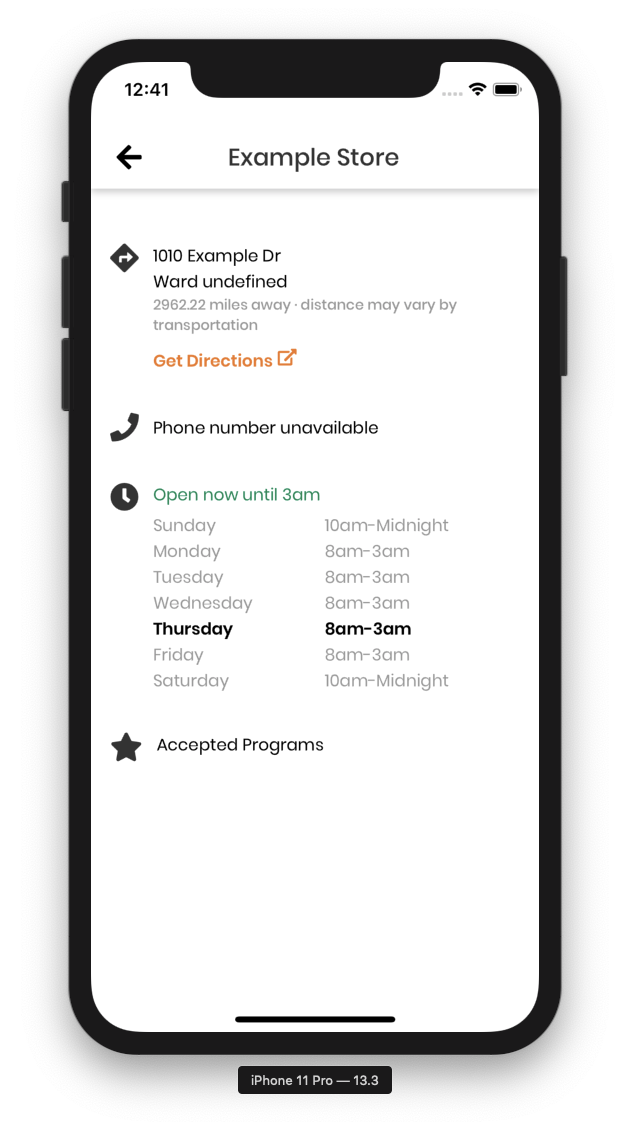 12:41
Example Store
1010 Example Dr
Ward undefined
2962.22 miles away · distance may vary by
transportation
Get Directions
Phone number unavailable
Open now until 3am
Sunday 10am-Midnight
Monday 8am-3am
Tuesday 8am-3am
Wednesday 8am-3am
Thursday 8am-3am
Friday 8am-3am
Saturday 10am-Midnight
Accepted Programs
iPhone 11 Pro — 13.3